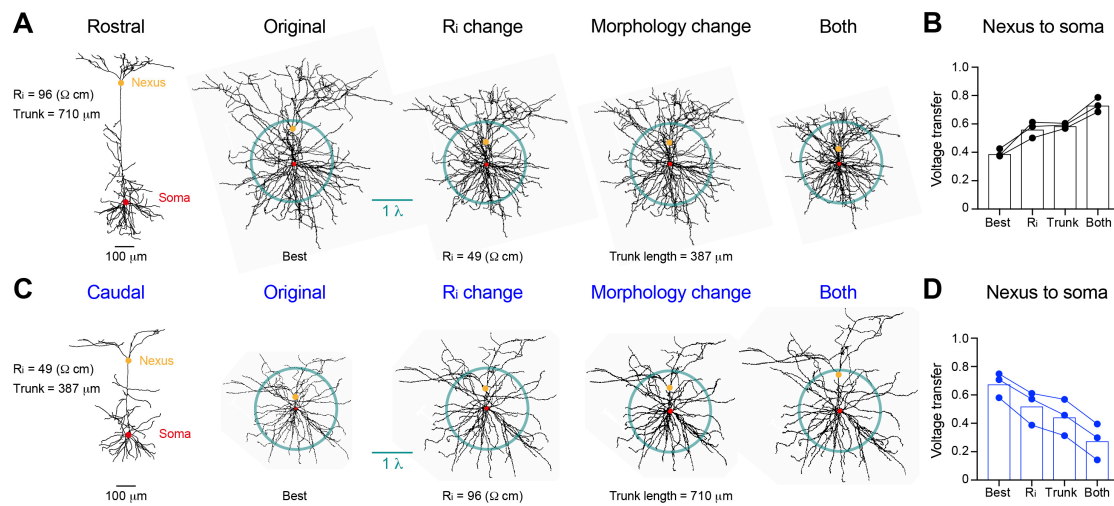 A
Rostral
Original
Ri change
Morphology change
Both
B
Nexus to soma
Nexus
Ri = 96 (Ω cm)
Trunk = 710 μm
Soma
100 μm
1 λ
Best
Ri = 49 (Ω cm)
Trunk length = 387 μm
Voltage transfer
1.0
0.8
0.6
0.4
0.2
0
Best
Ri
Trunk
Both
C
Caudal
Original
Ri change
Morphology change
Both
D
Nexus to soma
Nexus
Ri = 49 (Ω cm)
Trunk = 387 μm
Soma
100 μm
1 λ
Best
Ri = 96 (Ω cm)
Trunk length = 710 μm
Voltage transfer
1.0
0.8
0.6
0.4
0.2
0
Best
Ri
Trunk
Both